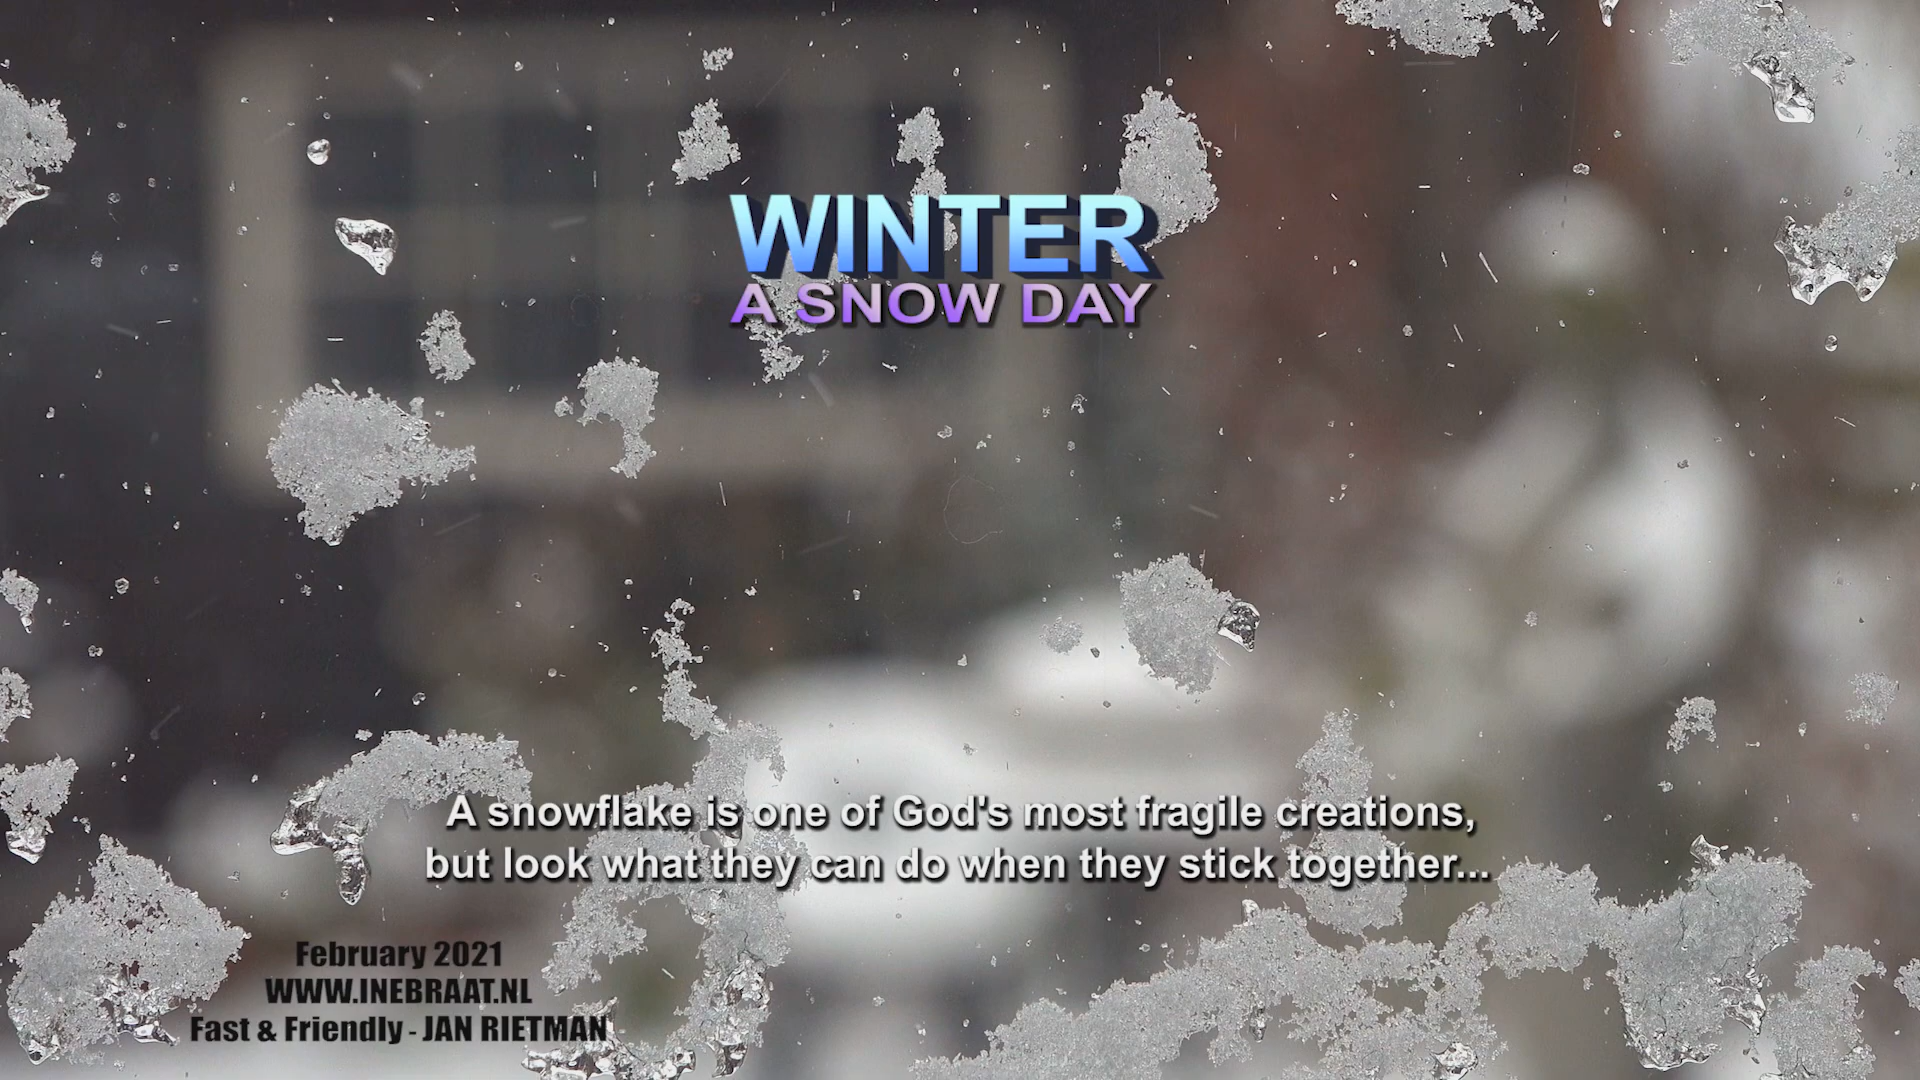 WINTER
A SNOW DAY
A snowflake is one of God's most fragile creations,
but look what they can do when they stick together...
February 2021
WWW.INEBRAAT.NL
Fast & Friendly - JAN RIETMAN